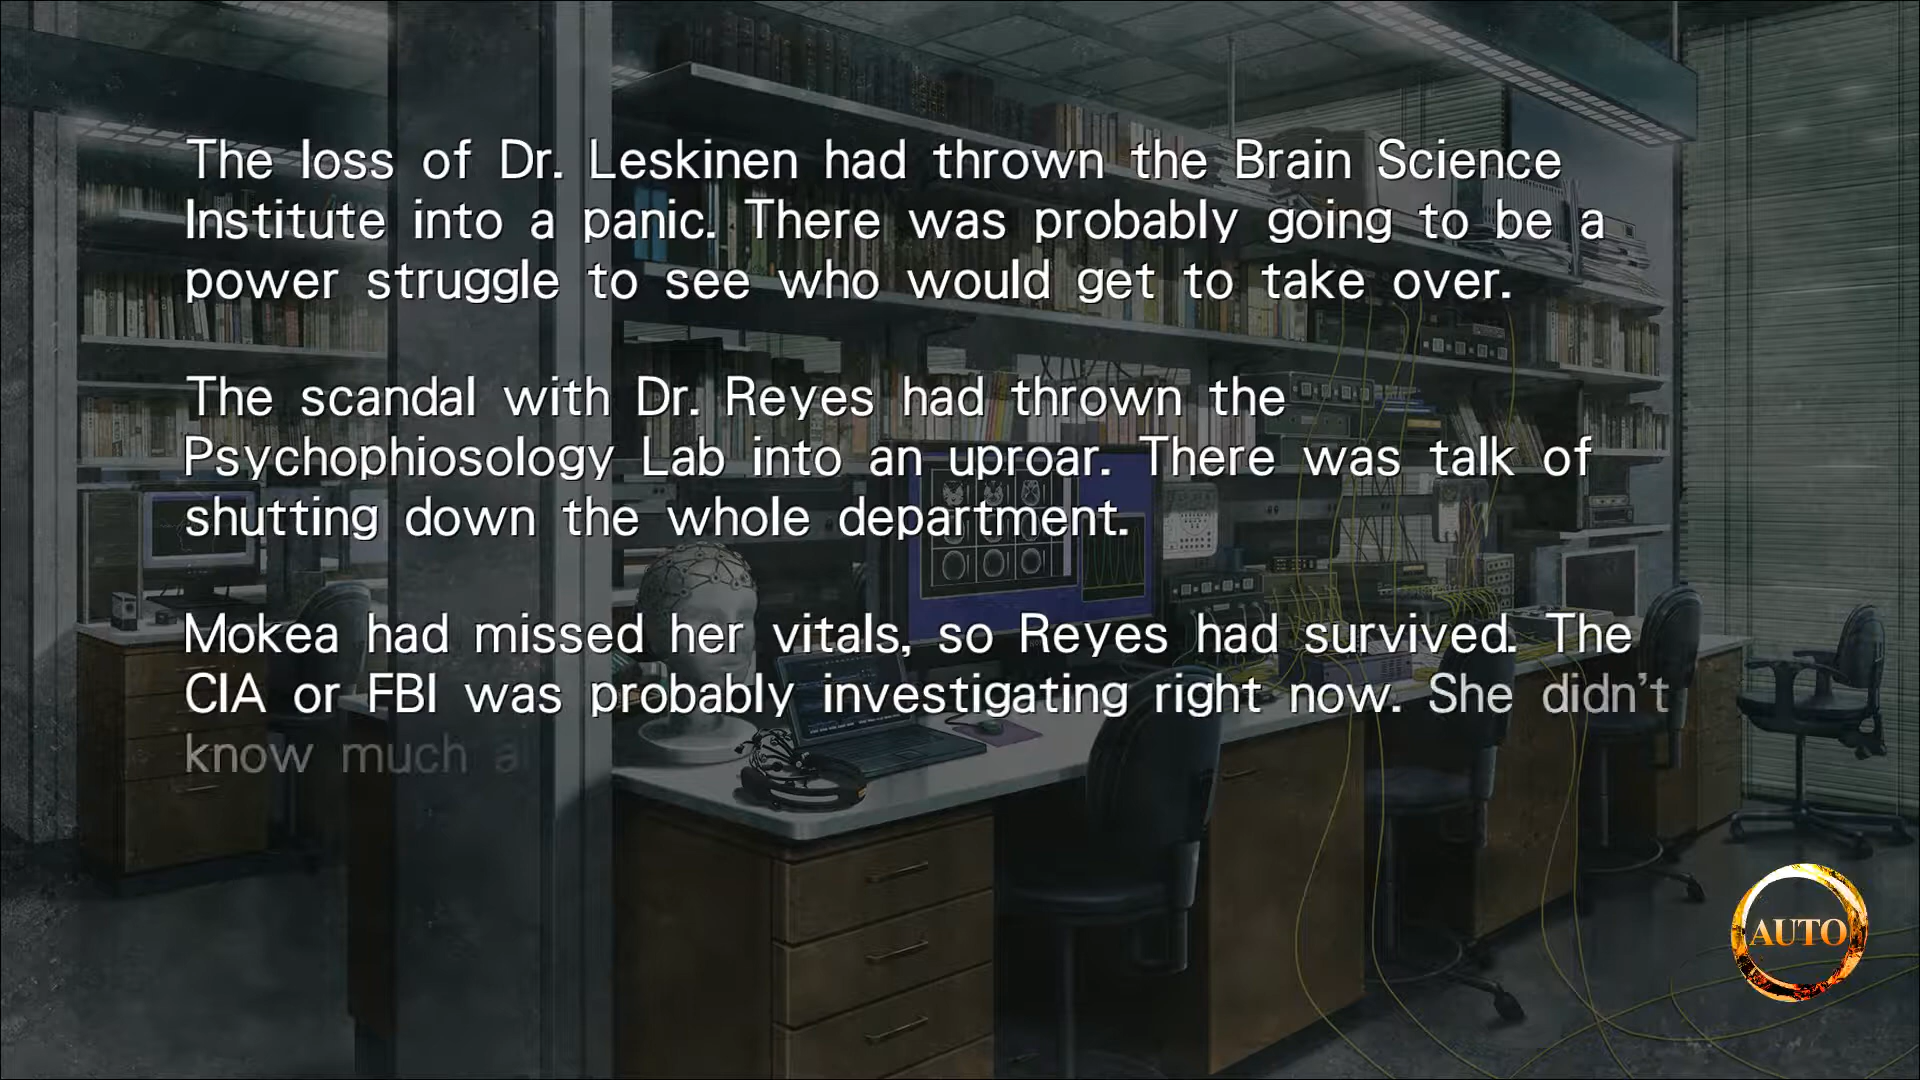 The loss of Dr. Leskinen had thrown the Brain Science
Institute into a panic. There was probably going to be a
power struggle to see who would get to take over.
The scandal with Dr. Reyes had thrown the
Psychophiosology Lab into an uproar. There was talk of
shutting down the whole department.
Mokea had missed her vitals, so Reyes had survived. The
CIA or FBI was probably investigating right now. She didn't
know much a
AUTO